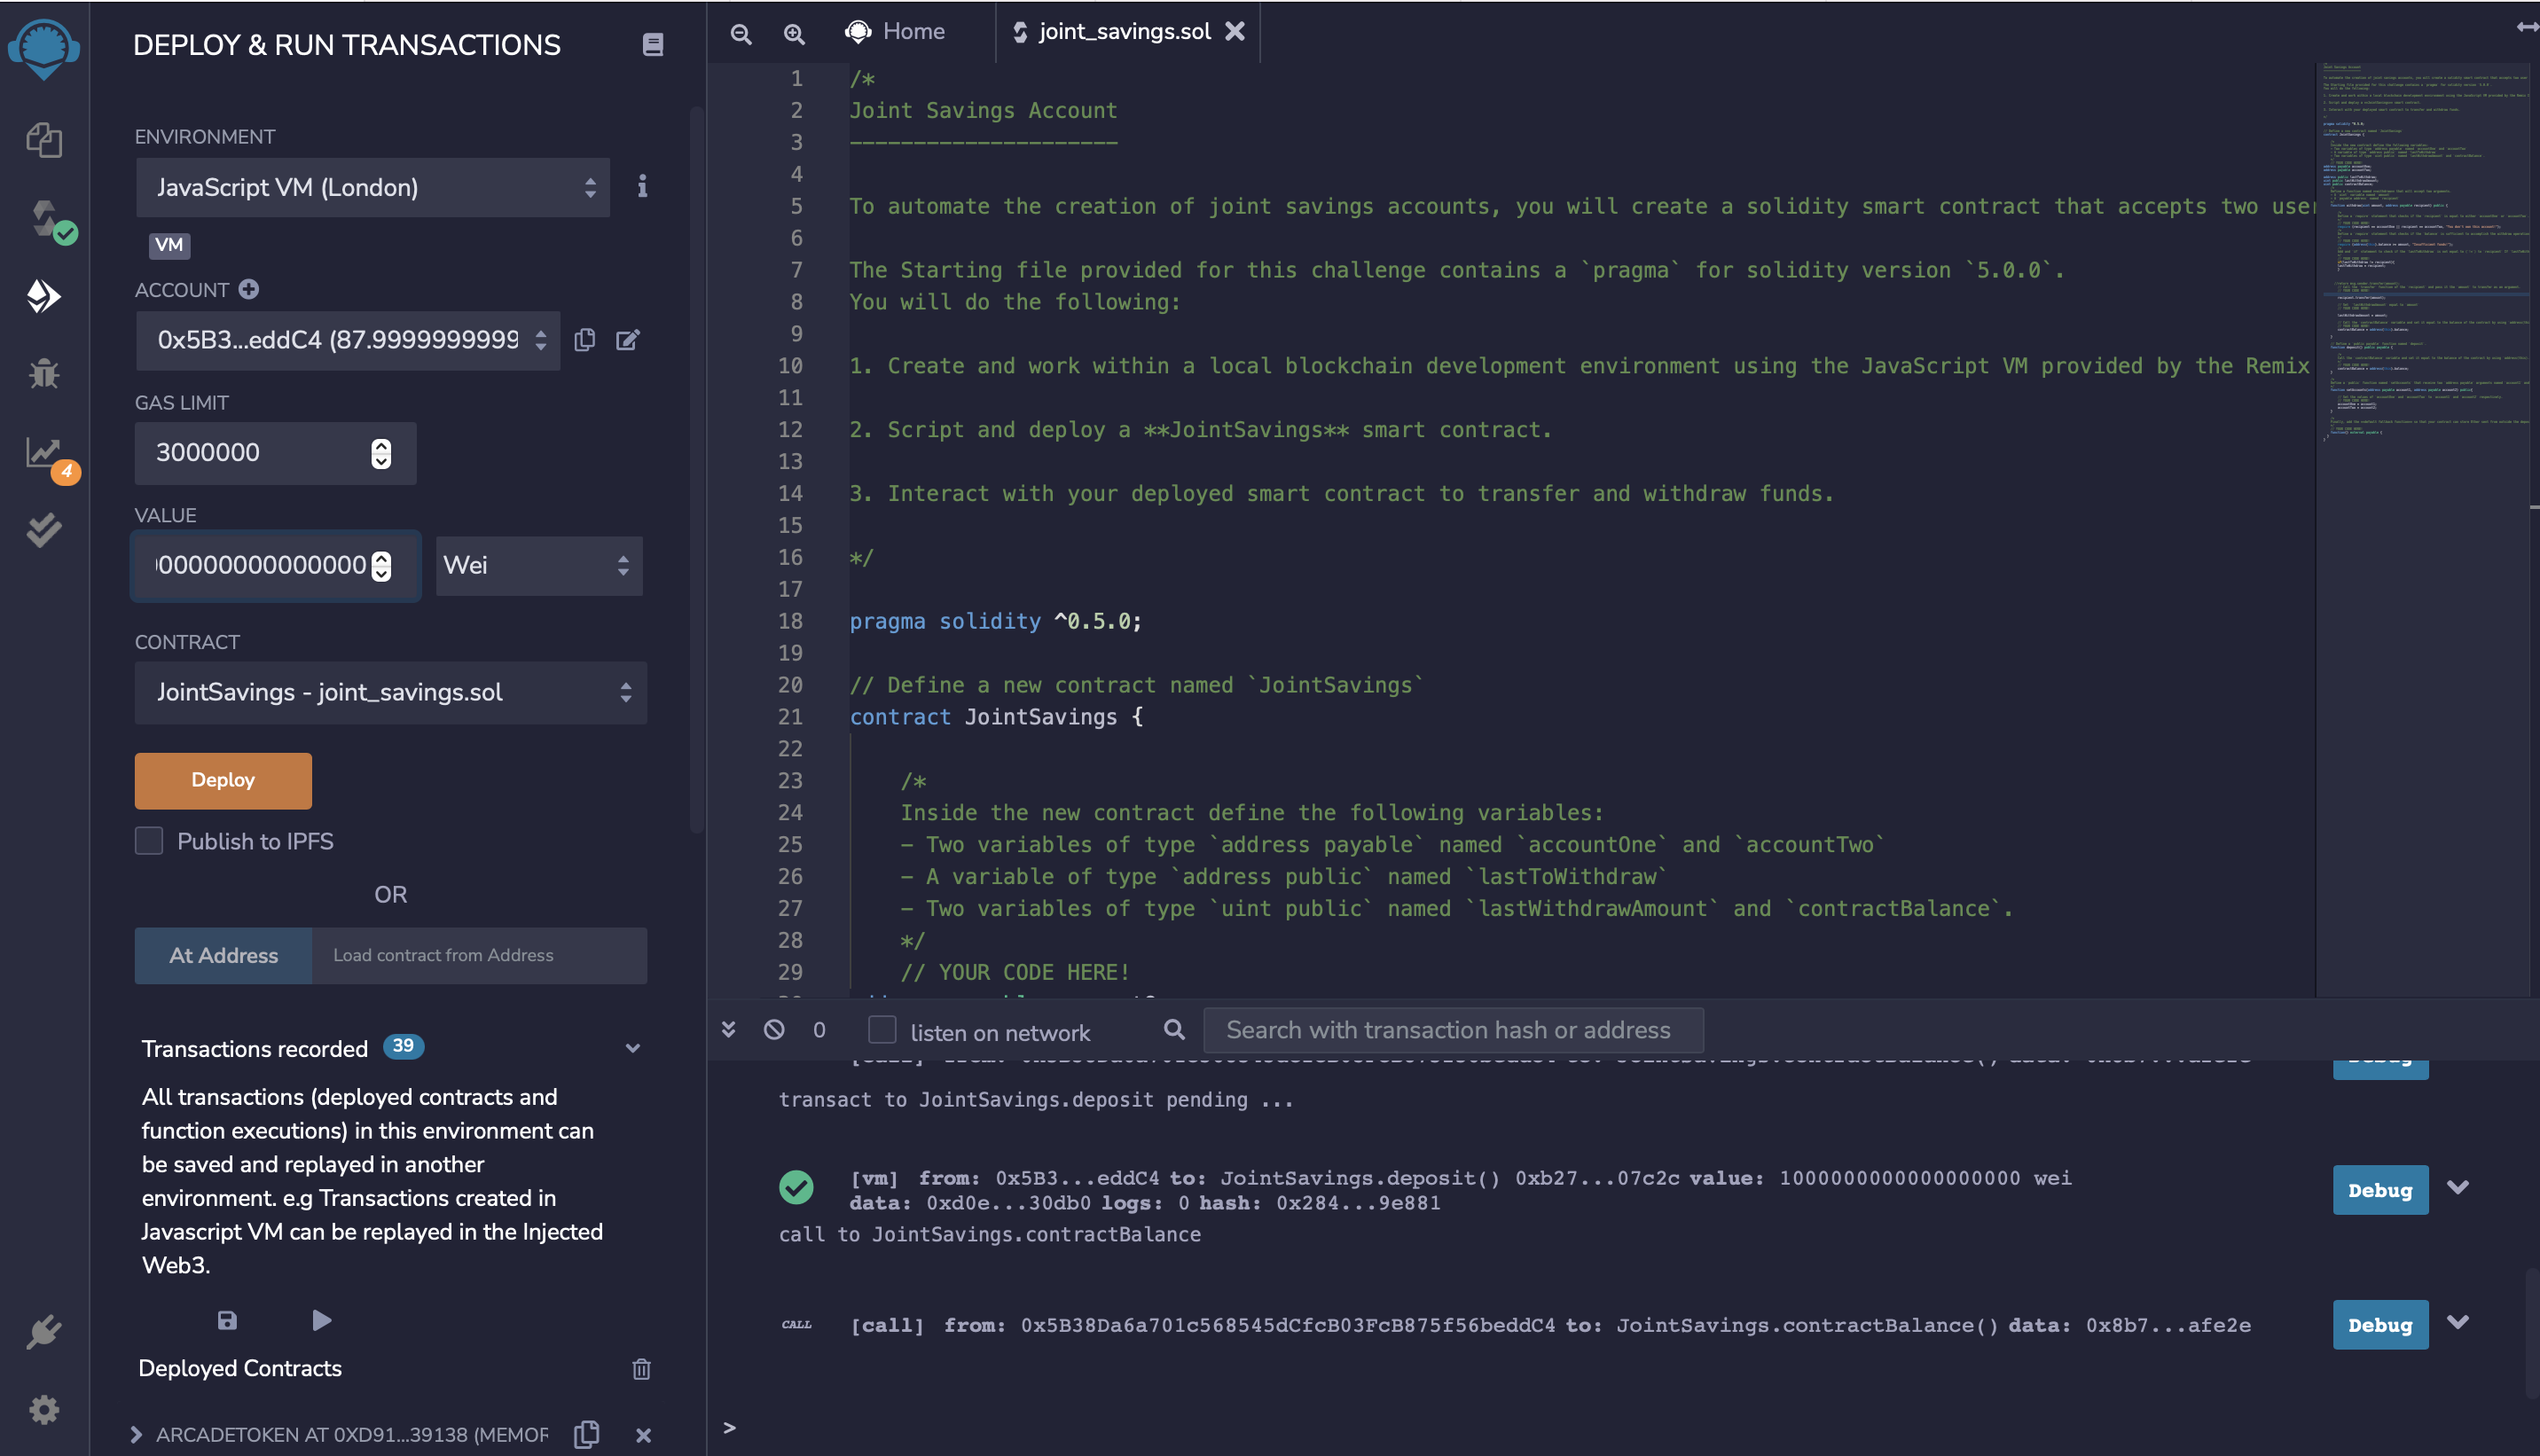 DEPLOY & RUN TRANSACTIONS
ENVIRONMENT
JavaScript VM (London)
VM
ACCOUNT
0x5B3...eddC4 (87.9999999999
GAS LIMIT
3000000
VALUE
000000000000000
Wei
CONTRACT
JointSavings - joint_savings.sol
Deploy
Publish to IPFS
OR
At Address
Load contract from Address
Transactions recorded 39
All transactions (deployed contracts and
function executions) in this environment can
be saved and replayed in another
environment. e.g Transactions created in
Javascript VM can be replayed in the Injected
Web3.
Deployed Contracts
ARCADETOKEN AT 0XD91...39138 (MEMOR
4
Home
joint_savings.sol
1 /*
2 Joint Savings Account
3 ---------------------
4
5 To automate the creation of joint savings accounts, you will create a solidity smart contract that accepts two user
6
7 The Starting file provided for this challenge contains a `pragma` for solidity version `5.0.0`.
8 You will do the following:
9
10 1. Create and work within a local blockchain development environment using the JavaScript VM provided by the Remix
11
12 2. Script and deploy a **JointSavings** smart contract.
13
14 3. Interact with your deployed smart contract to transfer and withdraw funds.
15
16 */
17
18 pragma solidity ^0.5.0;
19
20 // Define a new contract named `JointSavings`
21 contract JointSavings {
22
23 /*
24 Inside the new contract define the following variables:
25 - Two variables of type `address payable` named `accountOne` and `accountTwo`
26 - A variable of type `address public` named `lastToWithdraw`
27 - Two variables of type `uint public` named `lastWithdrawAmount` and `contractBalance`.
28 */
29 // YOUR CODE HERE!
0
listen on network
Search with transaction hash or address
transact to JointSavings.deposit pending ...
[vm] from: 0x5B3...eddC4 to: JointSavings.deposit() 0xb27...07c2c value: 10000000000000000000 wei
data: 0xd0e...30db0 logs: 0 hash: 0x284...9e881
Debug
call to JointSavings.contractBalance
CALL [call] from: 0x5B38Da6a701c568545dCfcB03FcB875f56beddC4 to: JointSavings.contractBalance() data: 0x8b7...afe2e
Debug
>